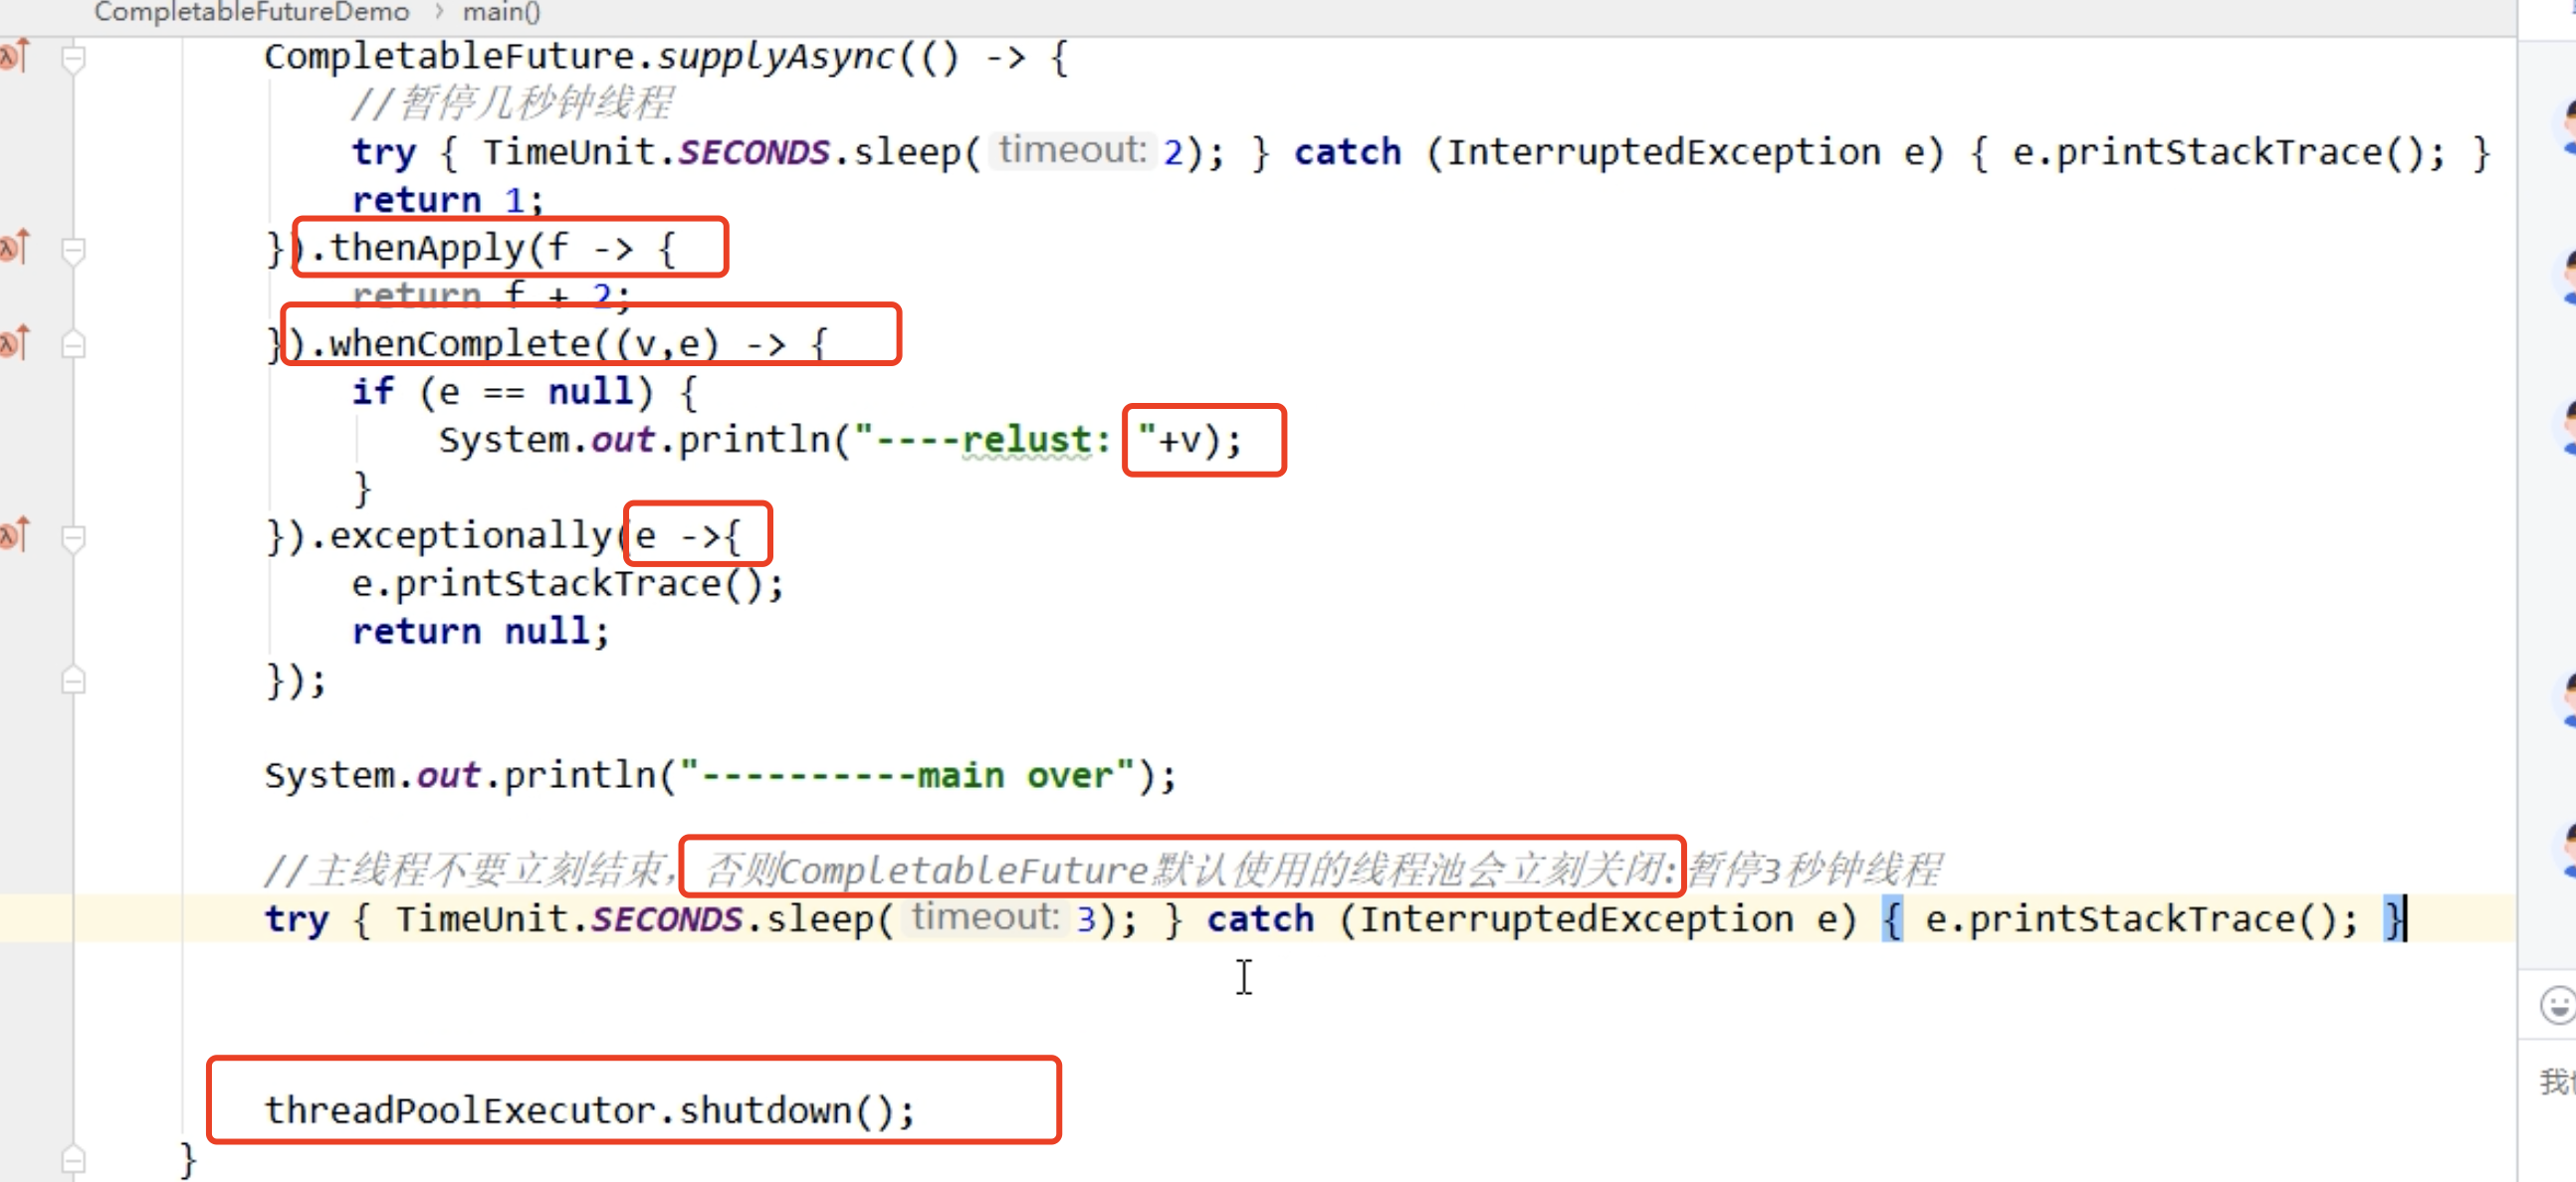 CompletableFutureDemo › main()
CompletableFuture.supplyAsync(() -> {
//暂停几秒钟线程
try { TimeUnit.SECONDS.sleep( timeout: 2); } catch (InterruptedException e) { e.printStackTrace(); }
return 1;
}).thenApply(f -> {
return f + 2;
}).whenComplete((v,e) -> {
if (e == null) {
System.out.println("----relust: "+v);
}
}).exceptionally(e ->{
e.printStackTrace();
return null;
});
System.out.println("----------main over");
//主线程不要立刻结束，否则CompletableFuture默认使用的线程池会立刻关闭:暂停3秒钟线程
try { TimeUnit.SECONDS.sleep( timeout: 3); } catch (InterruptedException e) { e.printStackTrace(); }
threadPoolExecutor.shutdown();
}
我